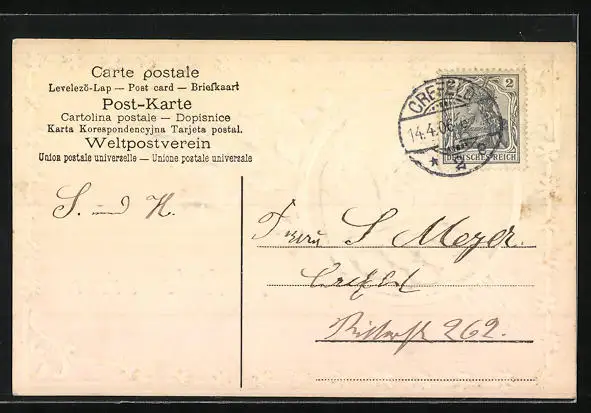 Carte postale
Levelező-Lap — Post card — Briefkaart
Post-Karte
Cartolina postale — Dopisnice
Karta Korespondencyjna Tarjeta postal.
Weltpostverein
Union postale universelle — Unione postale universale
CREFELD
14.4.06
2
DEUTSCHES REICH
S. und H.
S Meyer.
Crefeld
262.